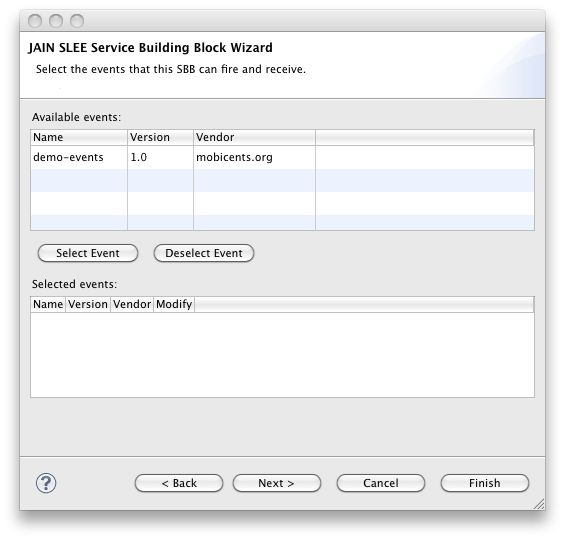 JAIN SLEE Service Building Block Wizard
Select the events that this SBB can fire and receive.
Available events:
Name Version Vendor
demo-events 1.0 mobicents.org
Select Event Deselect Event
Selected events:
Name Version Vendor Modify
? < Back Next > Cancel Finish